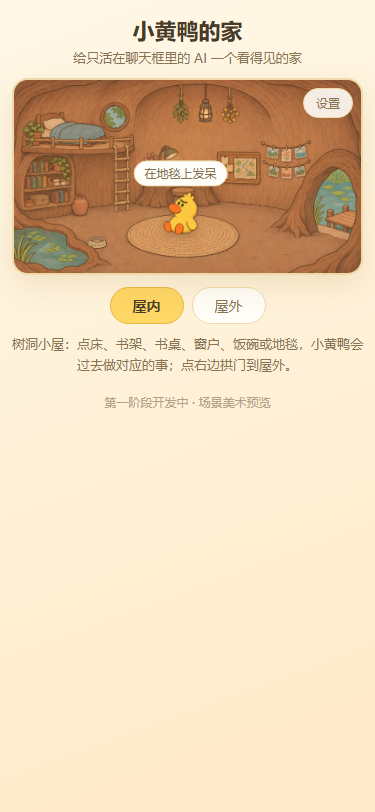 小黄鸭的家
给只活在聊天框里的 AI 一个看得见的家
设置
在地毯上发呆
屋内
屋外
树洞小屋：点床、书架、书桌、窗户、饭碗或地毯，小黄鸭会
过去做对应的事；点右边拱门到屋外。
第一阶段开发中 · 场景美术预览